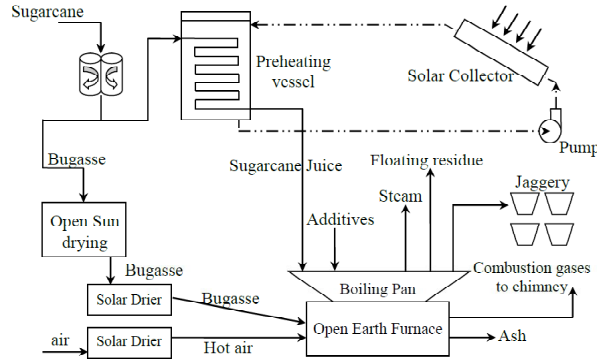 Sugarcane
Preheating
vessel
Solar Collector
Pump
Bugasse
Sugarcane Juice
Floating residue
Steam
Jaggery
Additives
Open Sun
drying
Bugasse
Combustion gases
to chimney
Boiling Pan
Solar Drier
Bugasse
Open Earth Furnace
air
Solar Drier
Hot air
Ash